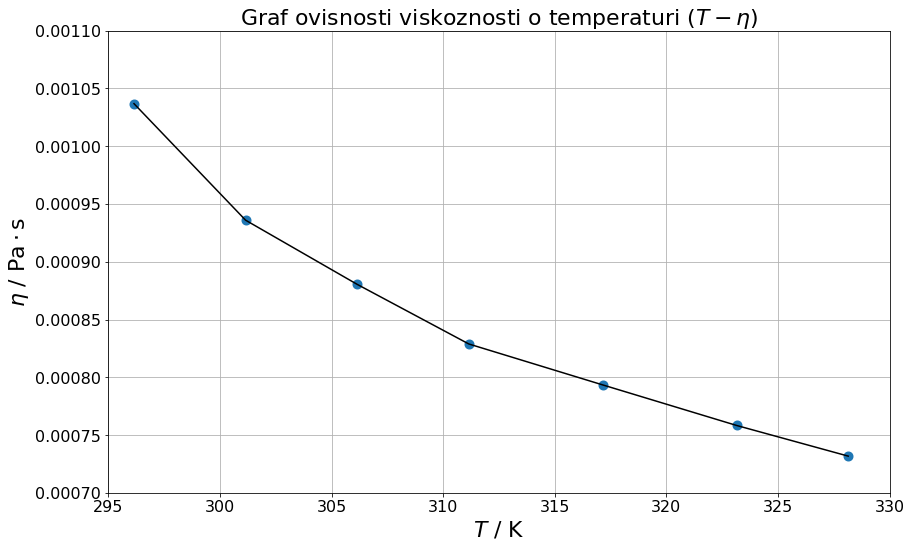 Graf ovisnosti viskoznosti o temperaturi (T − η)
0.00110
0.00105
0.00100
0.00095
0.00090
0.00085
0.00080
0.00075
0.00070
η / Pa · s
295 300 305 310 315 320 325 330
T / K